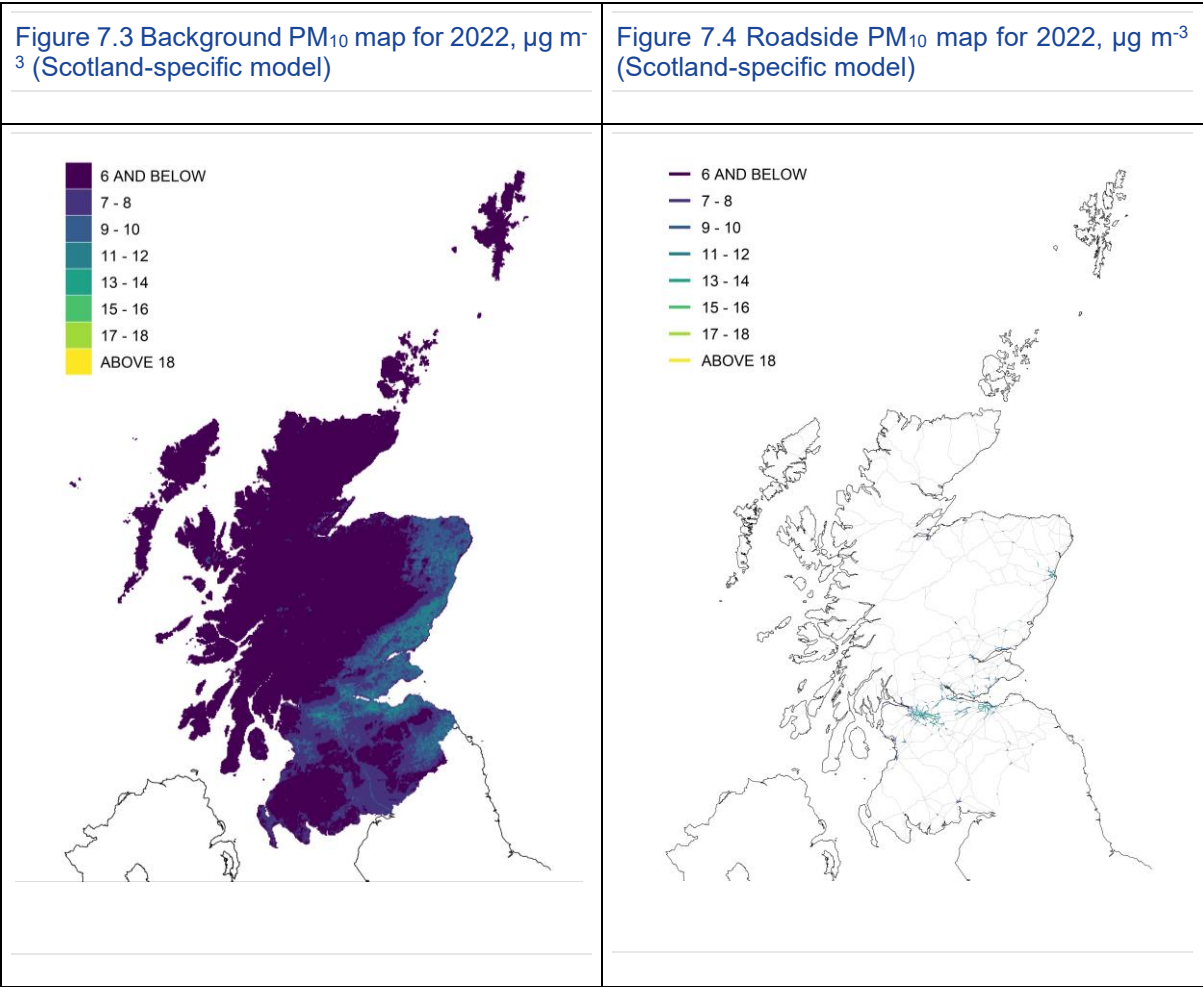 Figure 7.3 Background PM₁₀ map for 2022, µg m⁻
³ (Scotland-specific model)
Figure 7.4 Roadside PM₁₀ map for 2022, µg m⁻³
(Scotland-specific model)
6 AND BELOW
7 - 8
9 - 10
11 - 12
13 - 14
15 - 16
17 - 18
ABOVE 18
6 AND BELOW
7 - 8
9 - 10
11 - 12
13 - 14
15 - 16
17 - 18
ABOVE 18